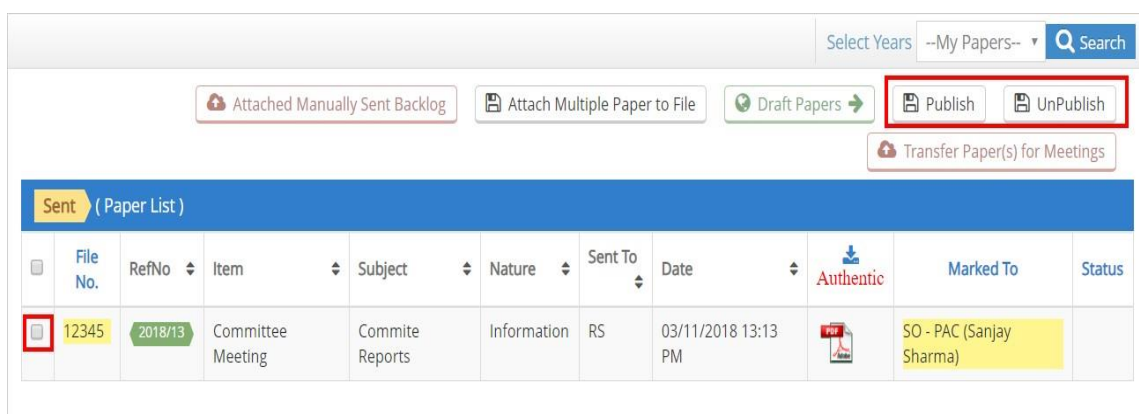 Select Years --My Papers-- Search
Attached Manually Sent Backlog Attach Multiple Paper to File Draft Papers Publish UnPublish
Transfer Paper(s) for Meetings
Sent ( Paper List )
File No. RefNo Item Subject Nature Sent To Date Authentic Marked To Status
12345 2018/13 Committee Meeting Commite Reports Information RS 03/11/2018 13:13 PM PDF Adobe SO - PAC (Sanjay Sharma)